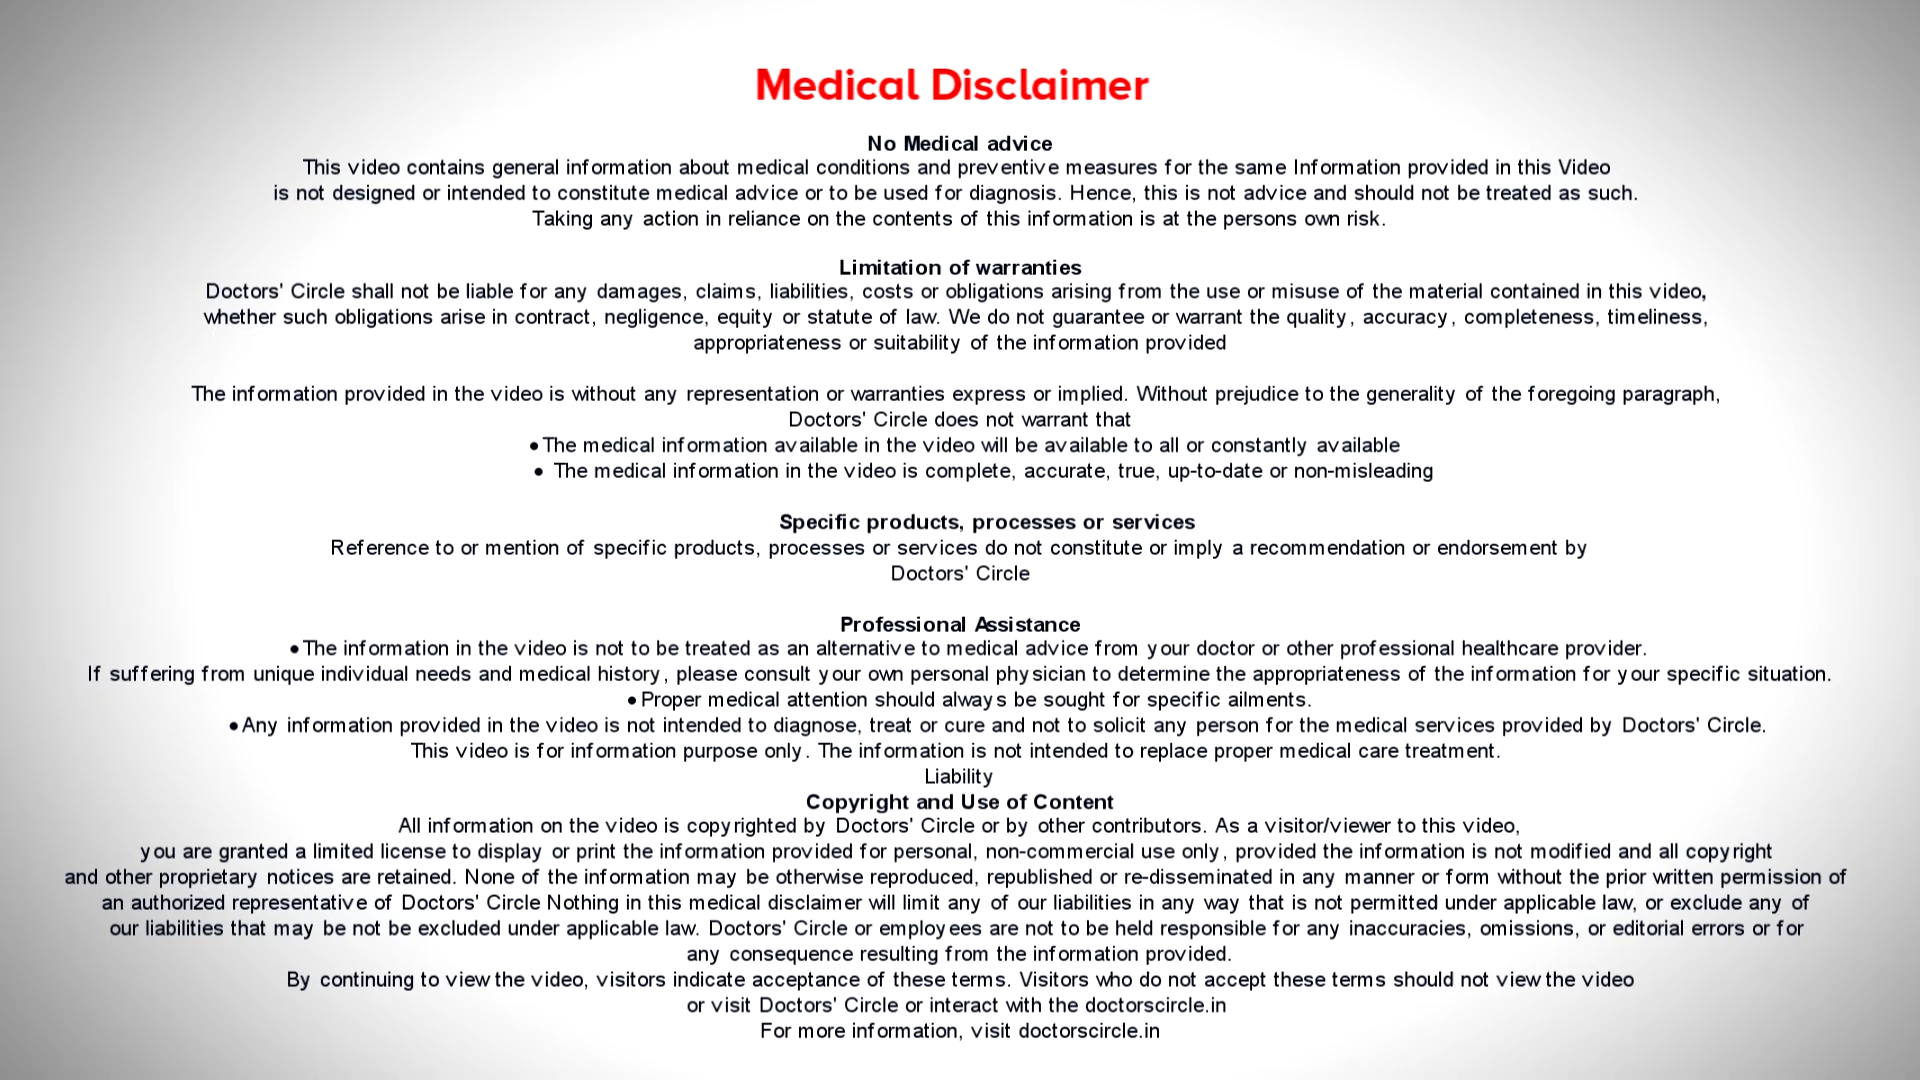 Medical Disclaimer
No Medical advice
This video contains general information about medical conditions and preventive measures for the same Information provided in this Video
is not designed or intended to constitute medical advice or to be used for diagnosis. Hence, this is not advice and should not be treated as such.
Taking any action in reliance on the contents of this information is at the persons own risk.
Limitation of warranties
Doctors' Circle shall not be liable for any damages, claims, liabilities, costs or obligations arising from the use or misuse of the material contained in this video,
whether such obligations arise in contract, negligence, equity or statute of law. We do not guarantee or warrant the quality, accuracy, completeness, timeliness,
appropriateness or suitability of the information provided
The information provided in the video is without any representation or warranties express or implied. Without prejudice to the generality of the foregoing paragraph,
Doctors' Circle does not warrant that
• The medical information available in the video will be available to all or constantly available
• The medical information in the video is complete, accurate, true, up-to-date or non-misleading
Specific products, processes or services
Reference to or mention of specific products, processes or services do not constitute or imply a recommendation or endorsement by
Doctors' Circle
Professional Assistance
• The information in the video is not to be treated as an alternative to medical advice from your doctor or other professional healthcare provider.
If suffering from unique individual needs and medical history, please consult your own personal physician to determine the appropriateness of the information for your specific situation.
• Proper medical attention should always be sought for specific ailments.
• Any information provided in the video is not intended to diagnose, treat or cure and not to solicit any person for the medical services provided by Doctors' Circle.
This video is for information purpose only. The information is not intended to replace proper medical care treatment.
Liability
Copyright and Use of Content
All information on the video is copyrighted by Doctors' Circle or by other contributors. As a visitor/viewer to this video,
you are granted a limited license to display or print the information provided for personal, non-commercial use only, provided the information is not modified and all copyright
and other proprietary notices are retained. None of the information may be otherwise reproduced, republished or re-disseminated in any manner or form without the prior written permission of
an authorized representative of Doctors' Circle Nothing in this medical disclaimer will limit any of our liabilities in any way that is not permitted under applicable law, or exclude any of
our liabilities that may be not be excluded under applicable law. Doctors' Circle or employees are not to be held responsible for any inaccuracies, omissions, or editorial errors or for
any consequence resulting from the information provided.
By continuing to view the video, visitors indicate acceptance of these terms. Visitors who do not accept these terms should not view the video
or visit Doctors' Circle or interact with the doctorscircle.in
For more information, visit doctorscircle.in